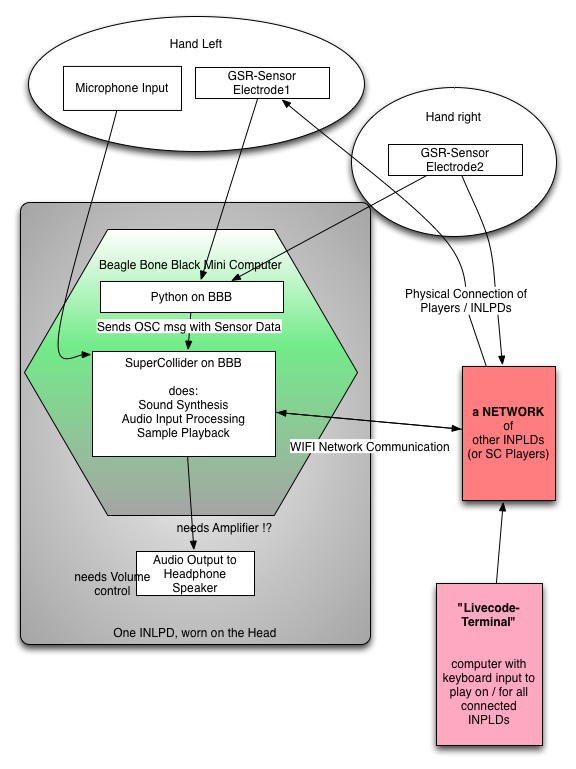 Hand Left
Microphone Input
GSR-Sensor
Electrode1
Hand right
GSR-Sensor
Electrode2
Beagle Bone Black Mini Computer
Python on BBB
Sends OSC msg with Sensor Data
SuperCollider on BBB
does:
Sound Synthesis
Audio Input Processing
Sample Playback
Physical Connection of
Players / INLPDs
a NETWORK
of
other INPLDs
(or SC Players)
WIFI Network Communication
needs Amplifier !?
Audio Output to
Headphone
Speaker
needs Volume
control
One INLPD, worn on the Head
"Livecode-
Terminal"
computer with
keyboard input to
play on / for all
connected
INPLDs